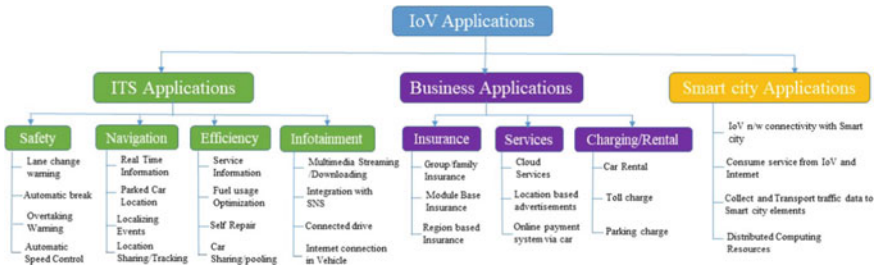 IoV Applications
ITS Applications
Business Applications
Smart city Applications
Safety
Navigation
Efficiency
Infotainment
Insurance
Services
Charging/Rental
Lane change
warning
Automatic break
Overtaking
Warning
Automatic
Speed Control
Real Time
Information
Parked Car
Location
Localizing
Events
Location
Sharing/Tracking
Service
Information
Fuel usage
Optimization
Self Repair
Car
Sharing/pooling
Multimedia Streaming
/Downloading
Integration with
SNS
Connected drive
Internet connection
in Vehicle
Group/family
Insurance
Module Base
Insurance
Region based
Insurance
Cloud
Services
Location based
advertisements
Online payment
system via car
Car Rental
Toll charge
Parking charge
IoV n/w connectivity with Smart
city
Consume service from IoV and
Internet
Collect and Transport traffic data to
Smart city elements
Distributed Computing
Resources